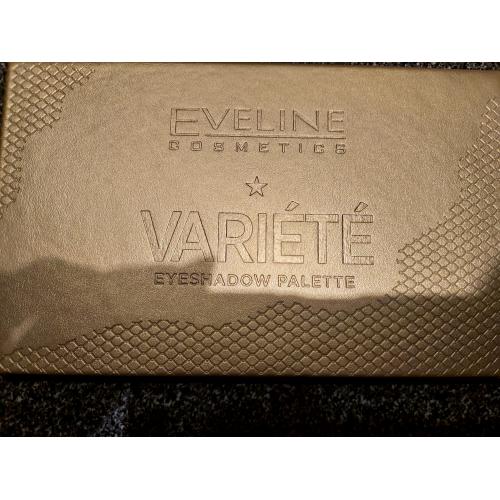 EVELINE
COSMETICS
VARIÉTÉ
EYESHADOW PALETTE